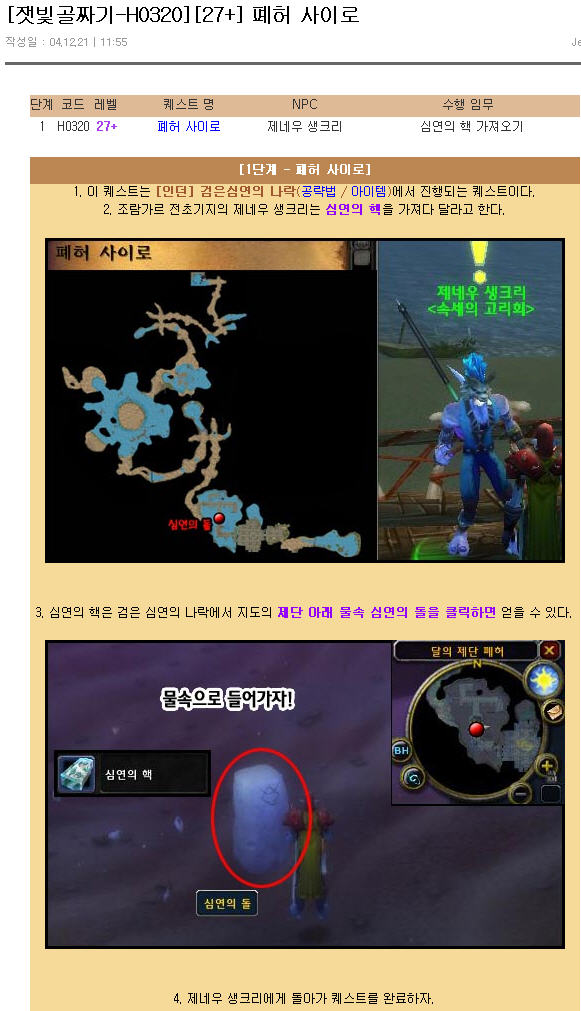 [잿빛골짜기-H0320][27+] 폐허 사이로
작성일 : 04,12,21 | 11:55
Je
단계 코드 레벨 퀘스트 명 NPC 수행 임무
1 H0320 27+ 폐허 사이로 제네우 생크리 심연의 핵 가져오기
[1단계 - 폐허 사이로]
1, 이 퀘스트는 [인던] 검은심연의 나락(공략법 / 아이템)에서 진행되는 퀘스트이다.
2, 조람가르 전초기지의 제네우 생크리는 심연의 핵을 가져다 달라고 한다.
폐허 사이로
제네우 생크리
<속세의 고리회>
심연의 돌
3, 심연의 핵은 검은 심연의 나락에서 지도의 제단 아래 물속 심연의 돌을 클릭하면 얻을 수 있다.
달의 제단 폐허
N
물속으로 들어가자!
BH
심연의 핵
심연의 돌
4, 제네우 생크리에게 돌아가 퀘스트를 완료하자.